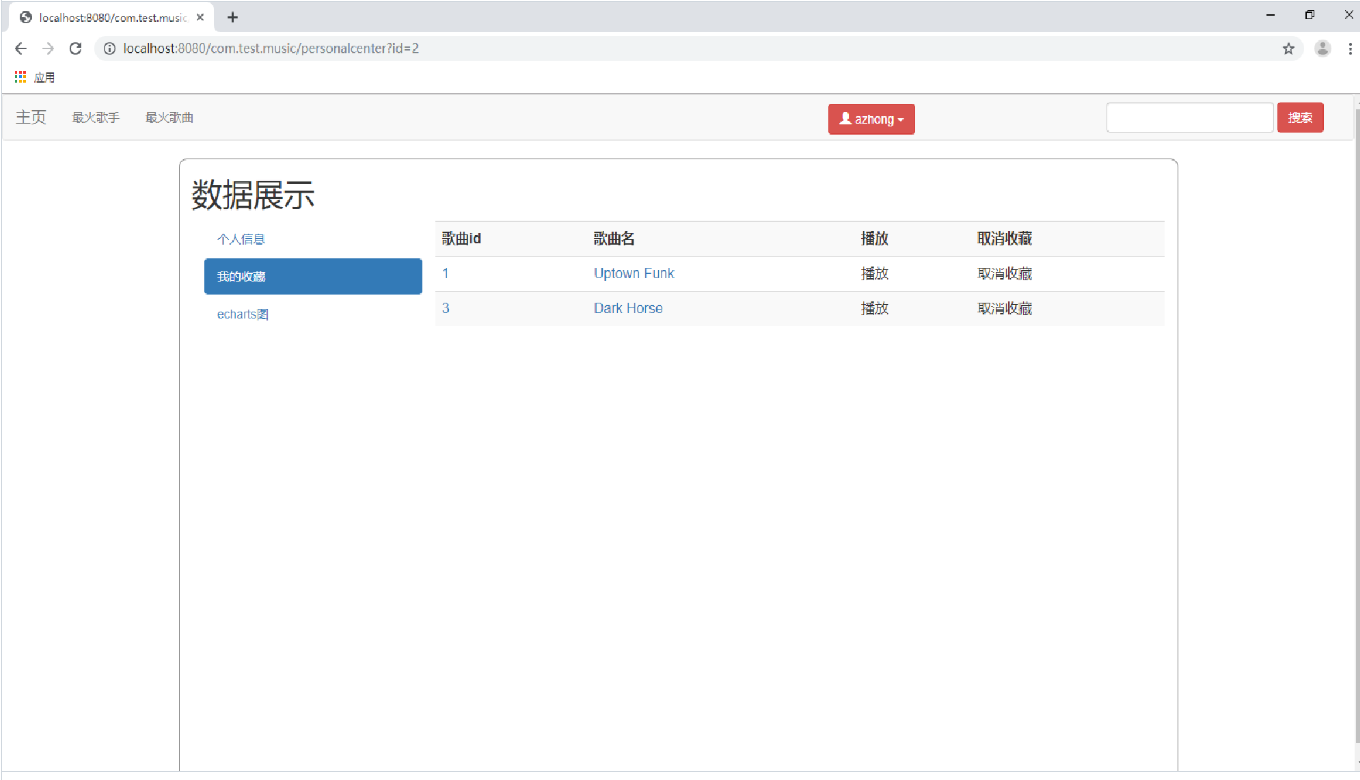 localhost:8080/com.test.music
localhost:8080/com.test.music/personalcenter?id=2
应用
主页 最火歌手 最火歌曲 azhong 搜索
数据展示
个人信息
我的收藏
echarts图
歌曲id 歌曲名 播放 取消收藏
1 Uptown Funk 播放 取消收藏
3 Dark Horse 播放 取消收藏